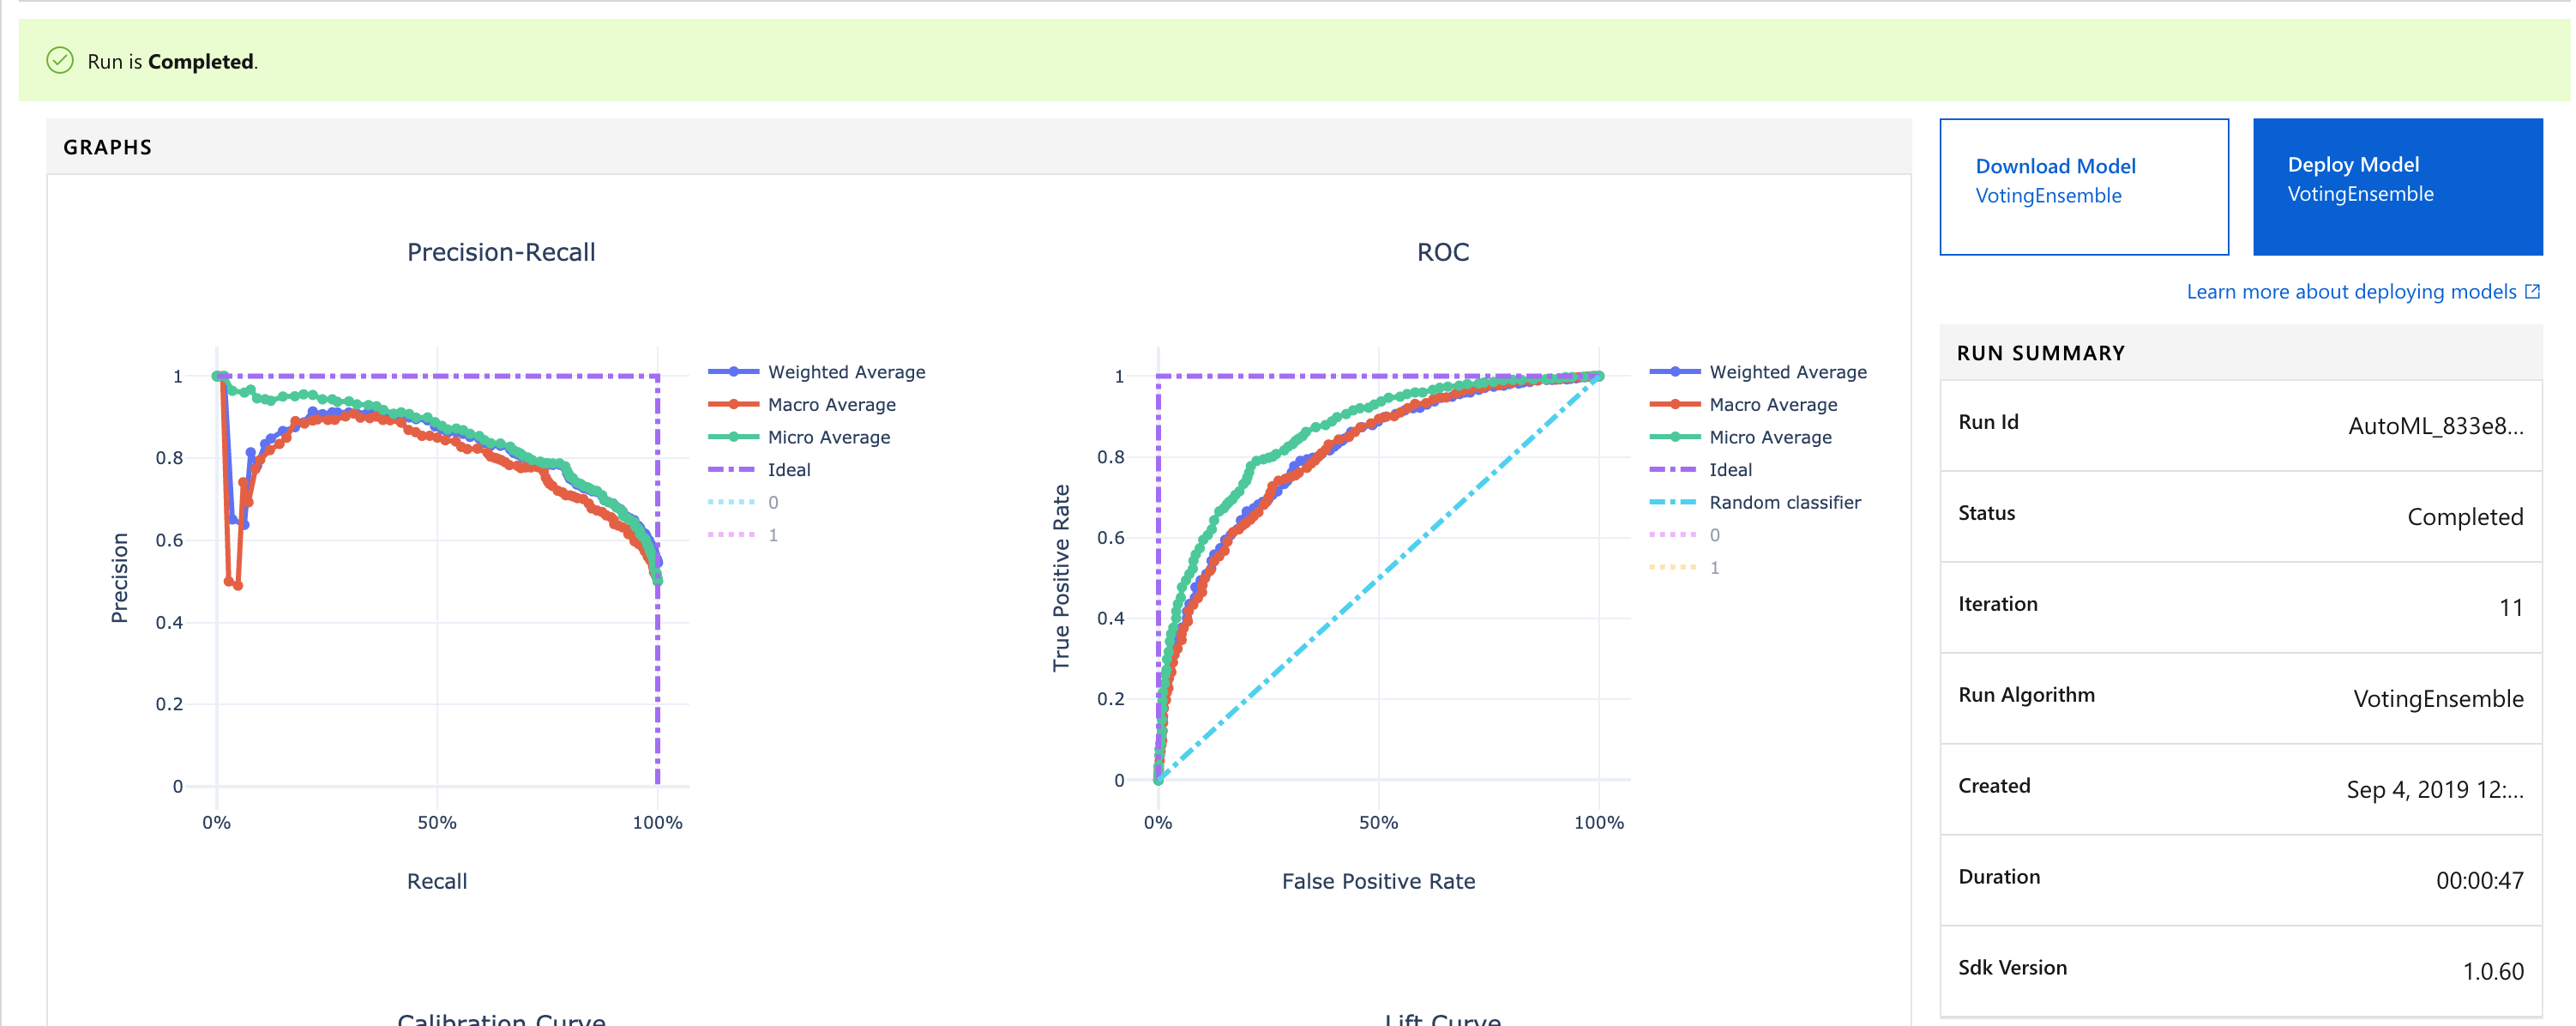 Run is Completed.
GRAPHS
Precision-Recall
1
0.8
0.6
0.4
0.2
0
Precision
0%
50%
100%
Recall
Weighted Average
Macro Average
Micro Average
Ideal
0
1
ROC
1
0.8
0.6
0.4
0.2
0
True Positive Rate
0%
50%
100%
False Positive Rate
Weighted Average
Macro Average
Micro Average
Ideal
Random classifier
0
1
Calibration Curve
Lift Curve
Download Model
VotingEnsemble
Deploy Model
VotingEnsemble
Learn more about deploying models
RUN SUMMARY
Run Id AutoML_833e8...
Status Completed
Iteration 11
Run Algorithm VotingEnsemble
Created Sep 4, 2019 12:...
Duration 00:00:47
Sdk Version 1.0.60